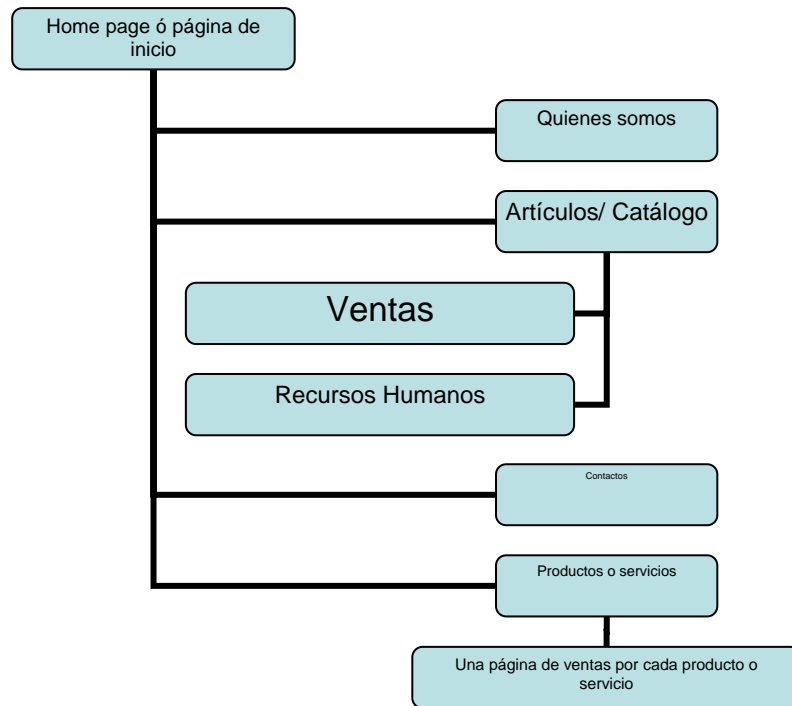 Home page ó página de
inicio
Quienes somos
Artículos/ Catálogo
Ventas
Recursos Humanos
Contactos
Productos o servicios
Una página de ventas por cada producto o
servicio